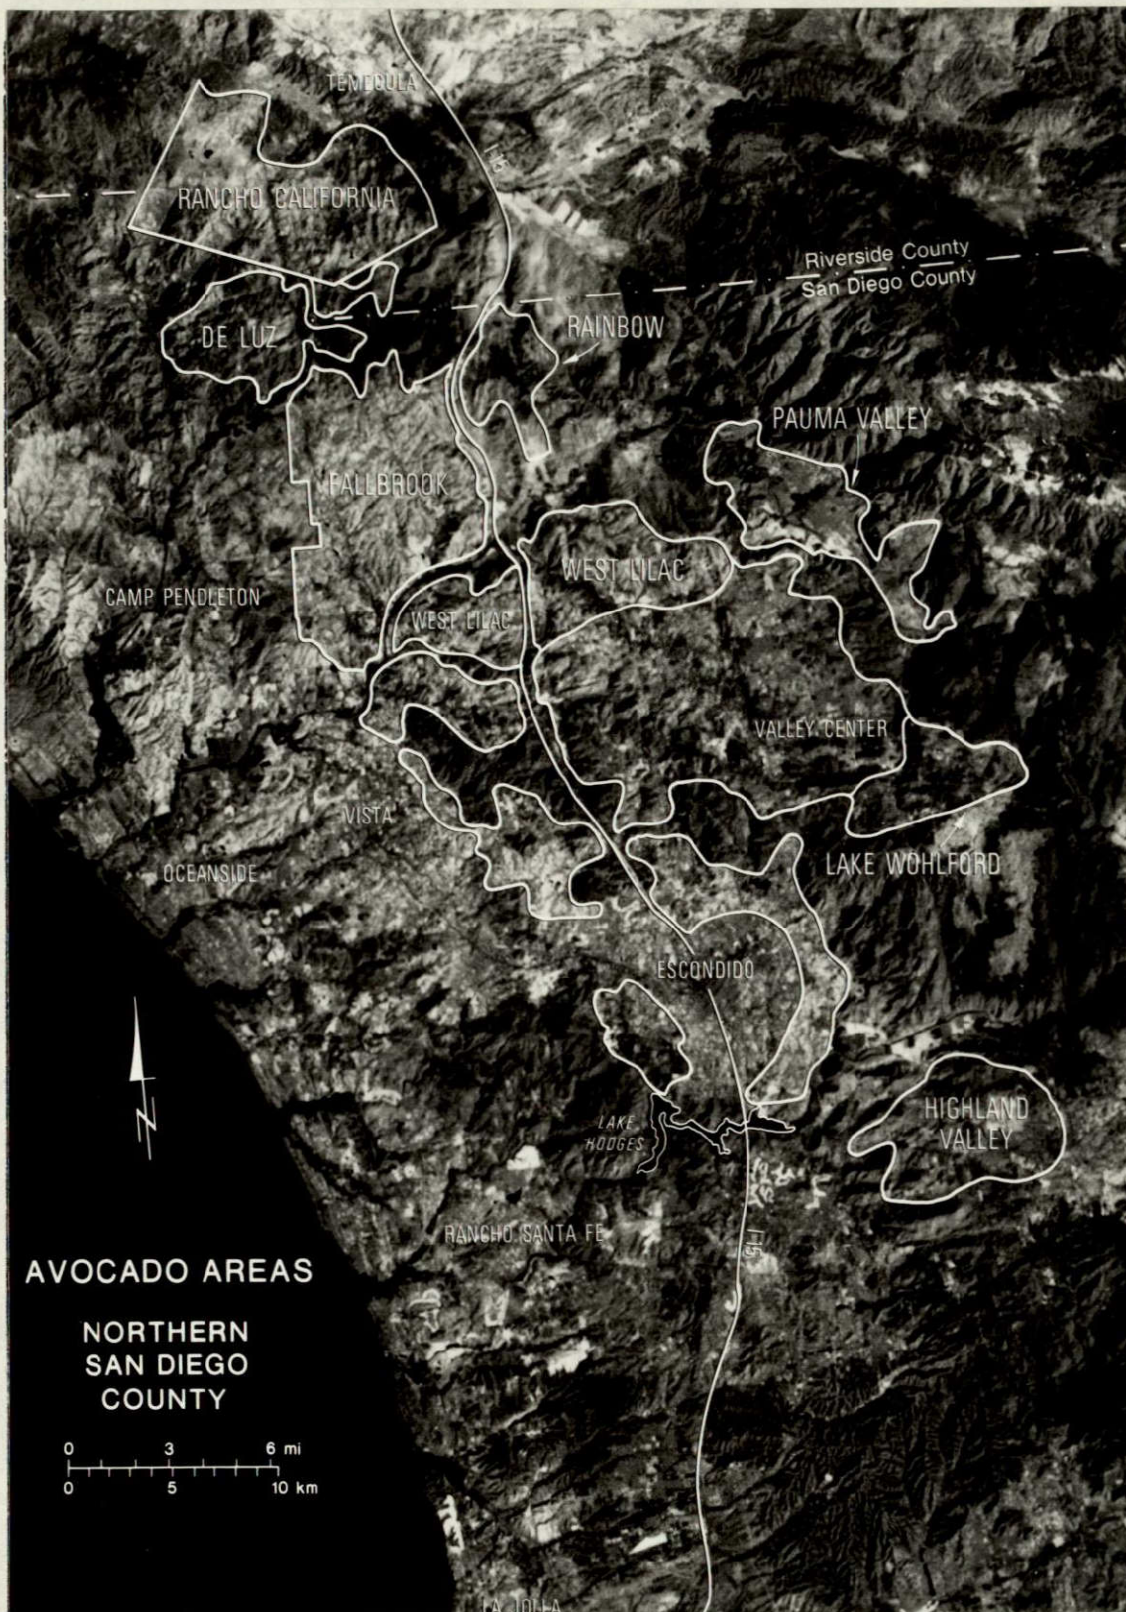 TEMECULA
I-15
RANCHO CALIFORNIA
Riverside County
San Diego County
DE LUZ
RAINBOW
PAUMA VALLEY
FALLBROOK
WEST LILAC
CAMP PENDLETON
WEST LILAC
VALLEY CENTER
VISTA
LAKE WOHLFORD
OCEANSIDE
ESCONDIDO
HIGHLAND
VALLEY
LAKE
HODGES
RANCHO SANTA FE
I-15
AVOCADO AREAS
NORTHERN
SAN DIEGO
COUNTY
0 3 6 mi
0 5 10 km
N
LA JOLLA